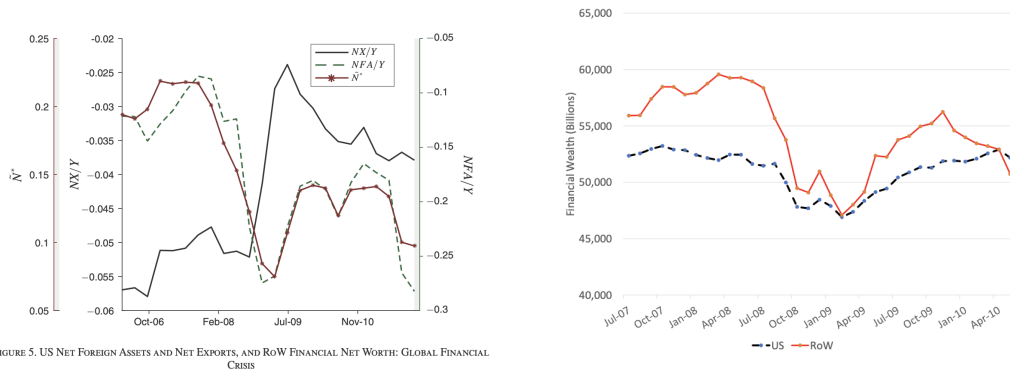 0.25
0.2
0.15
0.1
0.05
Ñ*
-0.02
-0.025
-0.03
-0.035
-0.04
-0.045
-0.05
-0.055
-0.06
NX/Y
Oct-06 Feb-08 Jul-09 Nov-10
NX/Y
NFA/Y
Ñ*
-0.05
-0.1
-0.15
-0.2
-0.25
-0.3
NFA/Y
IGURE 5. US NET FOREIGN ASSETS AND NET EXPORTS, AND ROW FINANCIAL NET WORTH: GLOBAL FINANCIAL
CRISIS
65,000
60,000
55,000
50,000
45,000
40,000
Financial Wealth (Billions)
Jul-07 Oct-07 Jan-08 Apr-08 Jul-08 Oct-08 Jan-09 Apr-09 Jul-09 Oct-09 Jan-10 Apr-10
US RoW